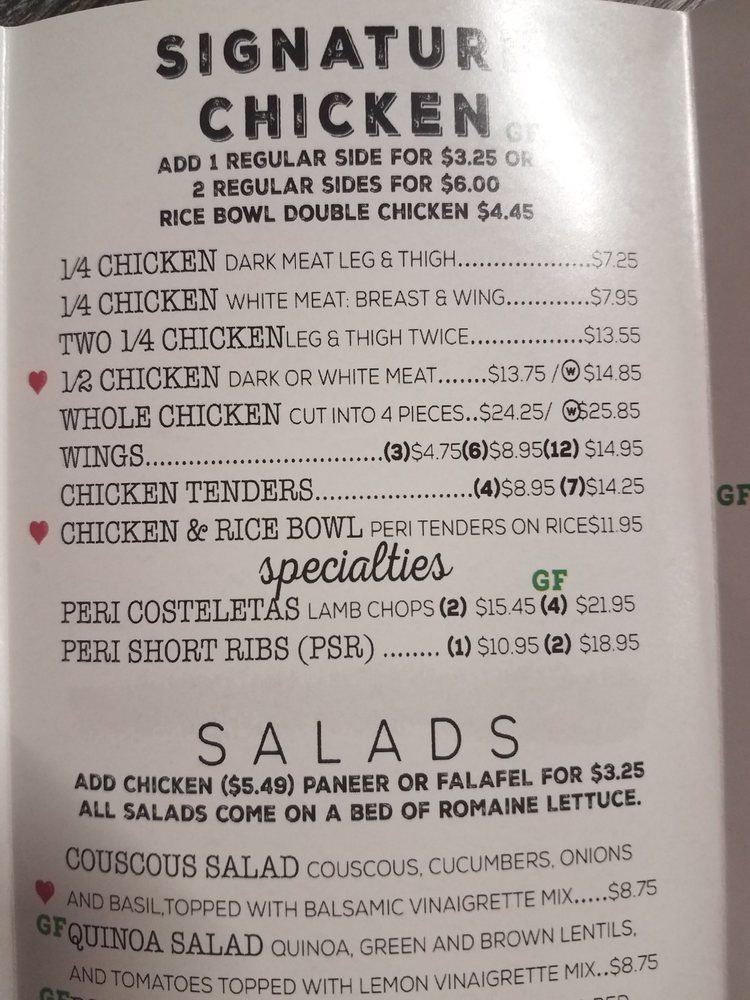 SIGNATUR
CHICKEN GF
ADD 1 REGULAR SIDE FOR $3.25 OR
2 REGULAR SIDES FOR $6.00
RICE BOWL DOUBLE CHICKEN $4.45
1/4 CHICKEN DARK MEAT LEG & THIGH...................$7.25
1/4 CHICKEN WHITE MEAT: BREAST & WING............$7.95
TWO 1/4 CHICKENLEG & THIGH TWICE................$13.55
1/2 CHICKEN DARK OR WHITE MEAT.......$13.75 /Ⓦ$14.85
WHOLE CHICKEN CUT INTO 4 PIECES..$24.25/ Ⓦ$25.85
WINGS.................................(3)$4.75(6)$8.95(12) $14.95
CHICKEN TENDERS......................(4)$8.95 (7)$14.25
GF
CHICKEN & RICE BOWL PERI TENDERS ON RICE$11.95
specialties
GF
PERI COSTELETAS LAMB CHOPS (2) $15.45 (4) $21.95
PERI SHORT RIBS (PSR) ........ (1) $10.95 (2) $18.95
SALADS
ADD CHICKEN ($5.49) PANEER OR FALAFEL FOR $3.25
ALL SALADS COME ON A BED OF ROMAINE LETTUCE.
COUSCOUS SALAD COUSCOUS, CUCUMBERS, ONIONS
AND BASIL,TOPPED WITH BALSAMIC VINAIGRETTE MIX.....$8.75
GF QUINOA SALAD QUINOA, GREEN AND BROWN LENTILS,
AND TOMATOES TOPPED WITH LEMON VINAIGRETTE MIX..$8.75
GF